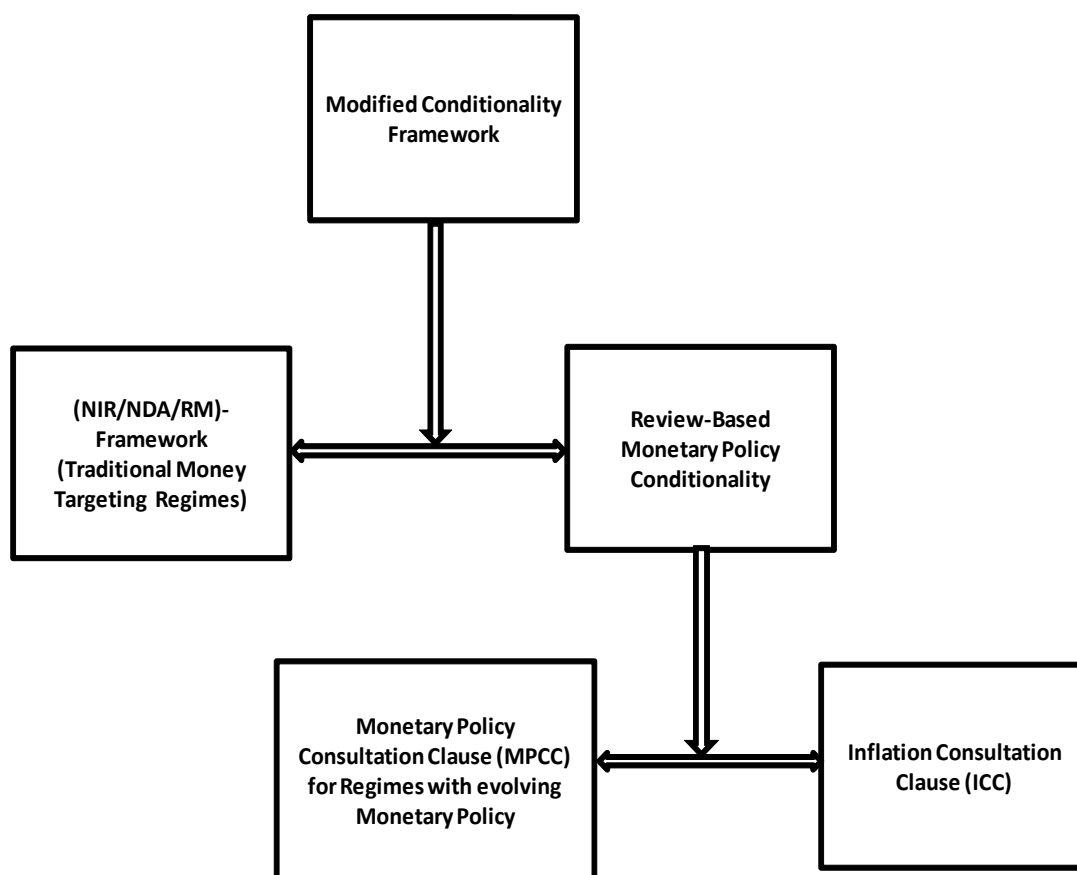 Modified Conditionality
Framework
(NIR/NDA/RM)-
Framework
(Traditional Money
Targeting Regimes)
Review-Based
Monetary Policy
Conditionality
Monetary Policy
Consultation Clause (MPCC)
for Regimes with evolving
Monetary Policy
Inflation Consultation
Clause (ICC)